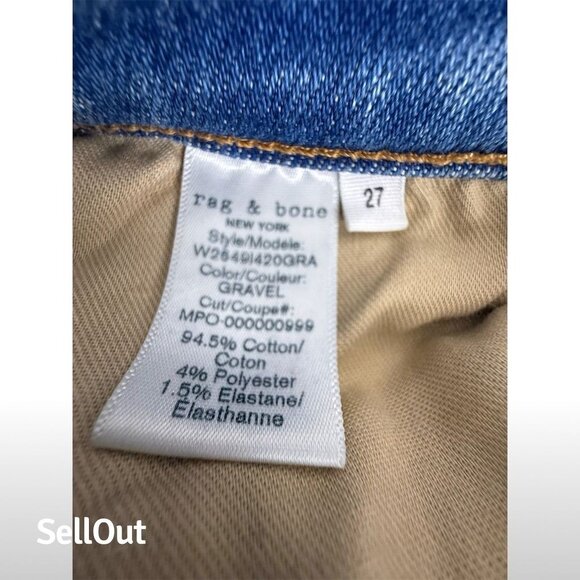 rag & bone
NEW YORK
Style/Modèle:
W2649I420GRA
Color/Couleur:
GRAVEL
Cut/Coupe#:
MPO-000000999
94.5% Cotton/
Coton
4% Polyester
1.5% Elastane/
Elasthanne
27
SellOut